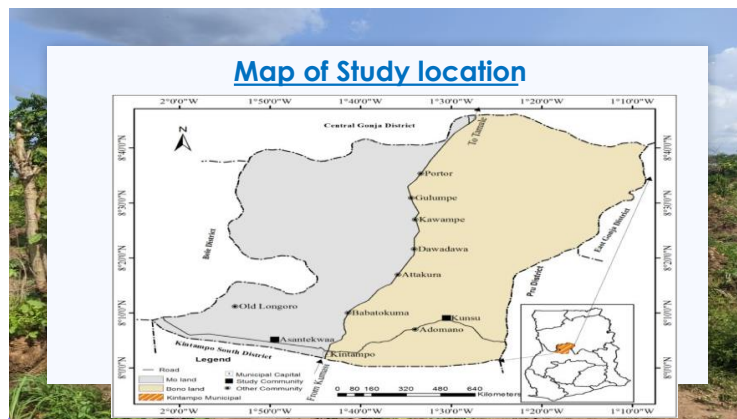 Map of Study location
2°0'0"W 1°50'0"W 1°40'0"W 1°30'0"W 1°20'0"W 1°10'0"W
N
Central Gonja District
To Tamale
8°40'0"N
8°30'0"N
8°20'0"N
8°10'0"N
8°0'0"N
Portor
Gulumpe
Kawampe
Dawadawa
Attakura
Babatokuma
Old Longoro
Asantekwaa
Kunsu
Adomano
Kintampo
Bole District
East Gonja District
Pru District
Kintampo South District
From Kumasi
Legend
Road
Mo land
Bono land
Kintampo Municipal
Municipal Capital
Study Community
Other Community
0 80 160 320 480 640
Kilometers